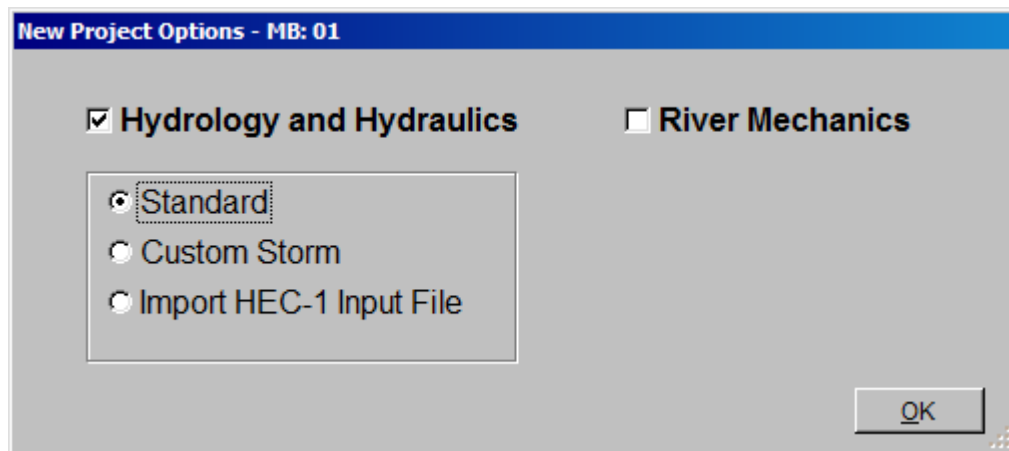 New Project Options - MB: 01
Hydrology and Hydraulics
River Mechanics
Standard
Custom Storm
Import HEC-1 Input File
OK